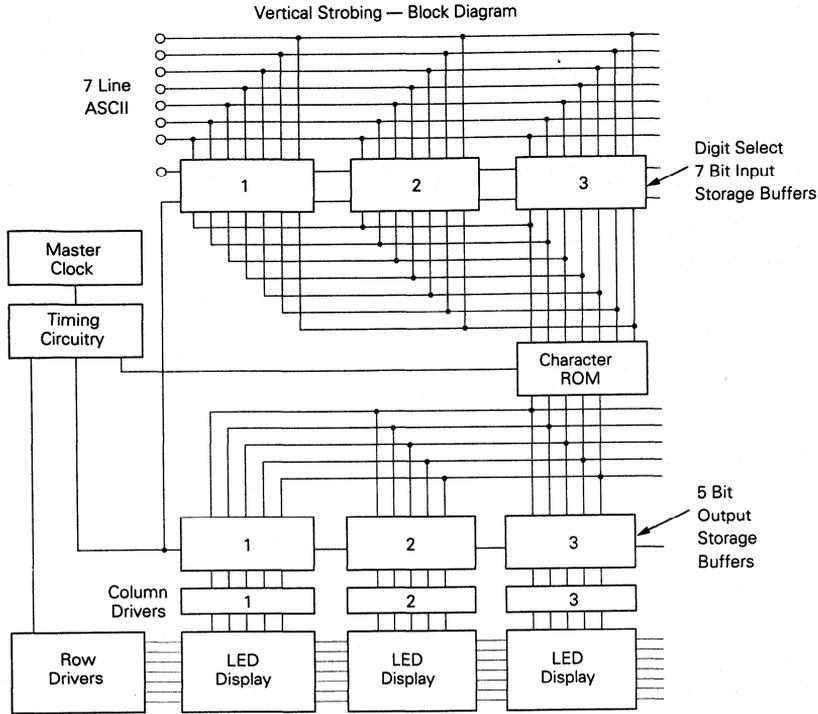 Vertical Strobing — Block Diagram
7 Line
ASCII
Digit Select
7 Bit Input
Storage Buffers
1
2
3
Master
Clock
Timing
Circuitry
Character
ROM
5 Bit
Output
Storage
Buffers
1
2
3
Column
Drivers
1
2
3
Row
Drivers
LED
Display
LED
Display
LED
Display